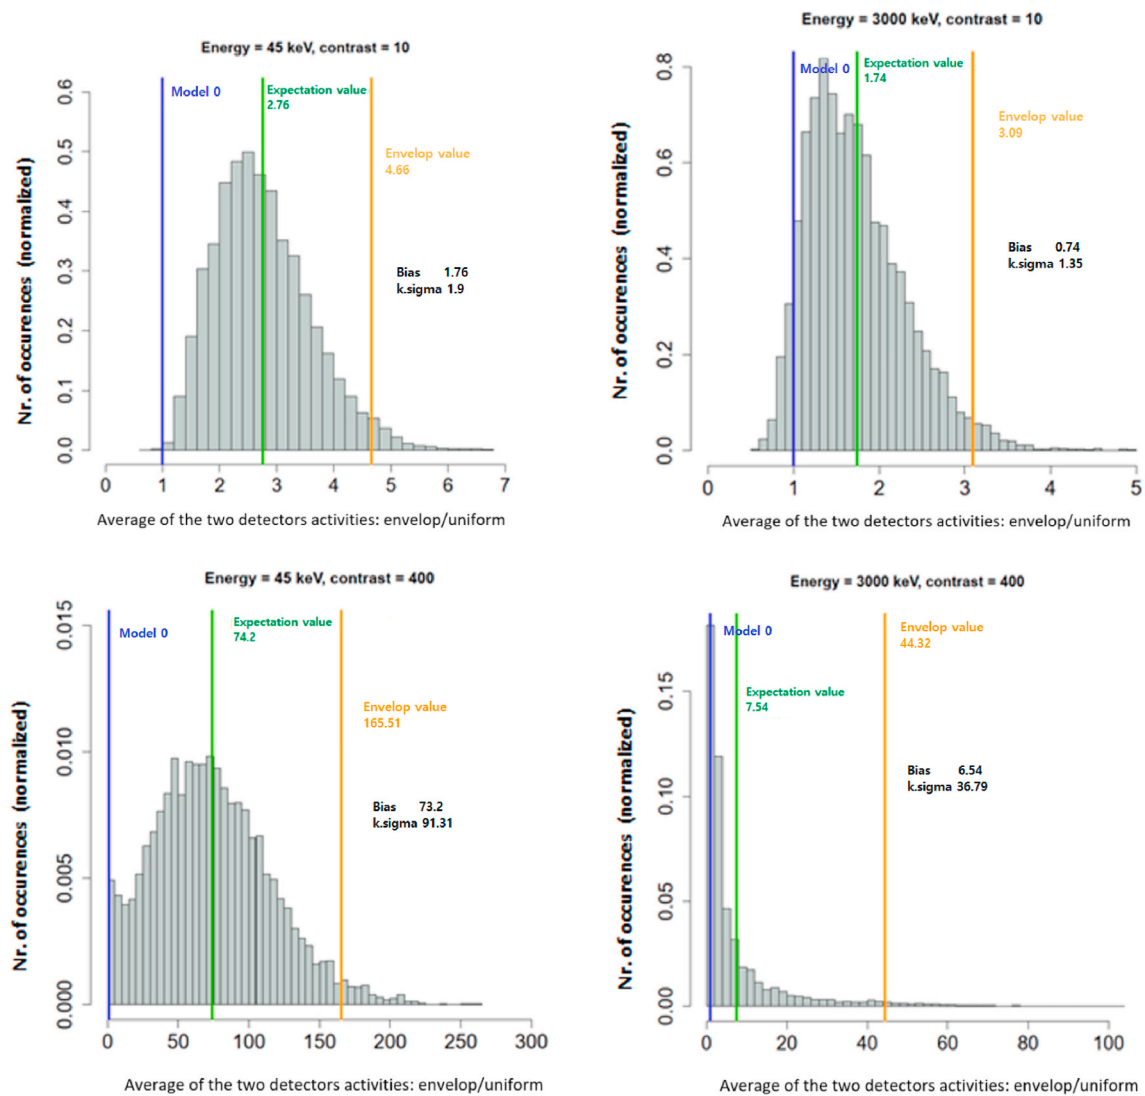 Energy = 45 keV, contrast = 10
Nr. of occurences (normalized)
0.6
0.5
0.4
0.3
0.2
0.1
0.0
Model 0
Expectation value
2.76
Envelop value
4.66
Bias 1.76
k.sigma 1.9
0 1 2 3 4 5 6 7
Average of the two detectors activities: envelop/uniform
Energy = 3000 keV, contrast = 10
Nr. of occurences (normalized)
0.8
0.6
0.4
0.2
0.0
Model 0
Expectation value
1.74
Envelop value
3.09
Bias 0.74
k.sigma 1.35
0 1 2 3 4 5
Average of the two detectors activities: envelop/uniform
Energy = 45 keV, contrast = 400
Nr. of occurences (normalized)
0.015
0.010
0.005
0.000
Model 0
Expectation value
74.2
Envelop value
165.51
Bias 73.2
k.sigma 91.31
0 50 100 150 200 250 300
Average of the two detectors activities: envelop/uniform
Energy = 3000 keV, contrast = 400
Nr. of occurences (normalized)
0.15
0.10
0.05
0.00
Model 0
Expectation value
7.54
Envelop value
44.32
Bias 6.54
k.sigma 36.79
0 20 40 60 80 100
Average of the two detectors activities: envelop/uniform